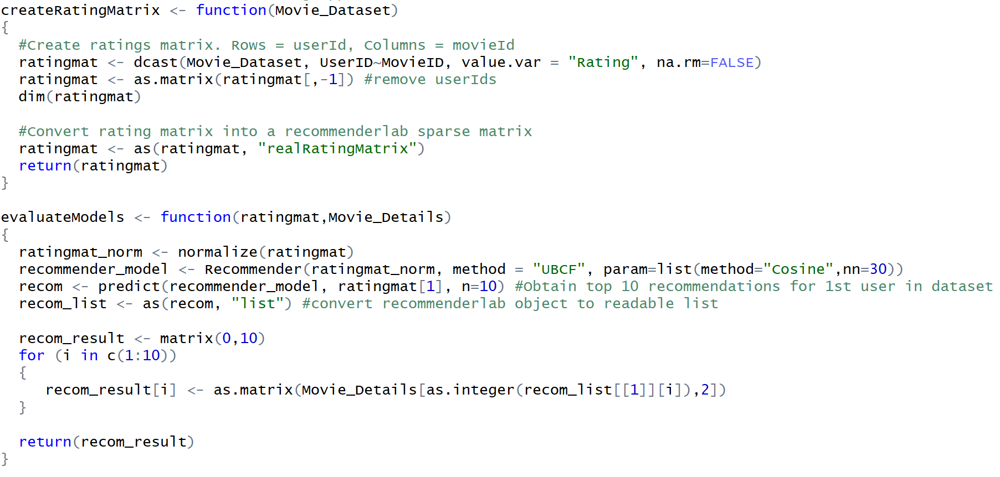 createRatingMatrix <- function(Movie_Dataset)
{
  #Create ratings matrix. Rows = userId, Columns = movieId
  ratingmat <- dcast(Movie_Dataset, UserID~MovieID, value.var = "Rating", na.rm=FALSE)
  ratingmat <- as.matrix(ratingmat[,-1]) #remove userIds
  dim(ratingmat)

  #Convert rating matrix into a recommenderlab sparse matrix
  ratingmat <- as(ratingmat, "realRatingMatrix")
  return(ratingmat)
}

evaluateModels <- function(ratingmat,Movie_Details)
{
  ratingmat_norm <- normalize(ratingmat)
  recommender_model <- Recommender(ratingmat_norm, method = "UBCF", param=list(method="Cosine",nn=30))
  recom <- predict(recommender_model, ratingmat[1], n=10) #Obtain top 10 recommendations for 1st user in dataset
  recom_list <- as(recom, "list") #convert recommenderlab object to readable list

  recom_result <- matrix(0,10)
  for (i in c(1:10))
  {
     recom_result[i] <- as.matrix(Movie_Details[as.integer(recom_list[[1]][i]),2])
  }

  return(recom_result)
}